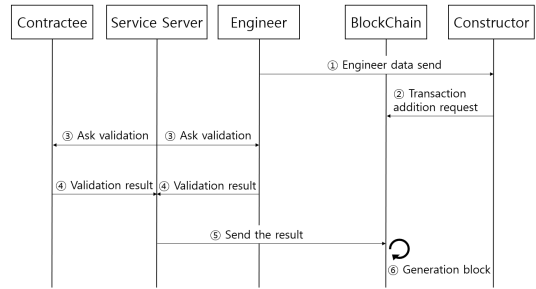 Contractee
Service Server
Engineer
BlockChain
Constructor
① Engineer data send
② Transaction
addition request
③ Ask validation
③ Ask validation
④ Validation result
④ Validation result
⑤ Send the result
⑥ Generation block